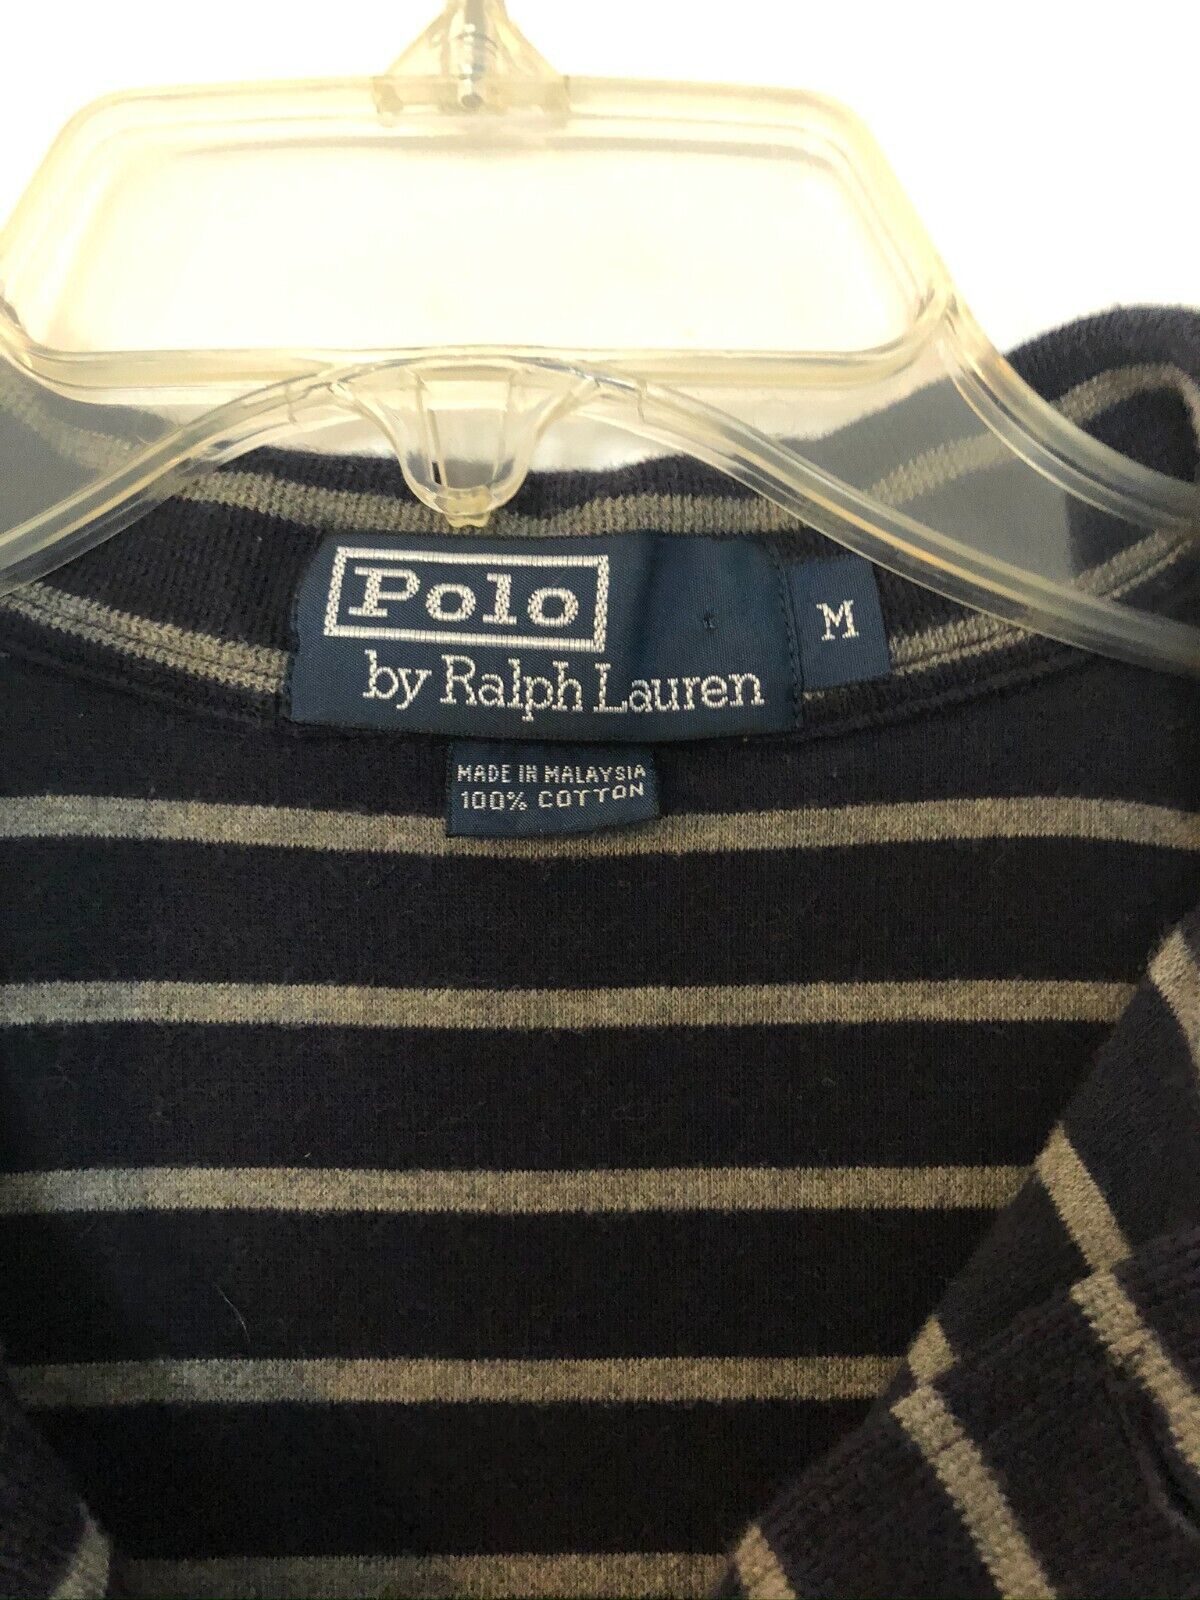 Polo
by Ralph Lauren
M
MADE IN MALAYSIA
100% COTTON